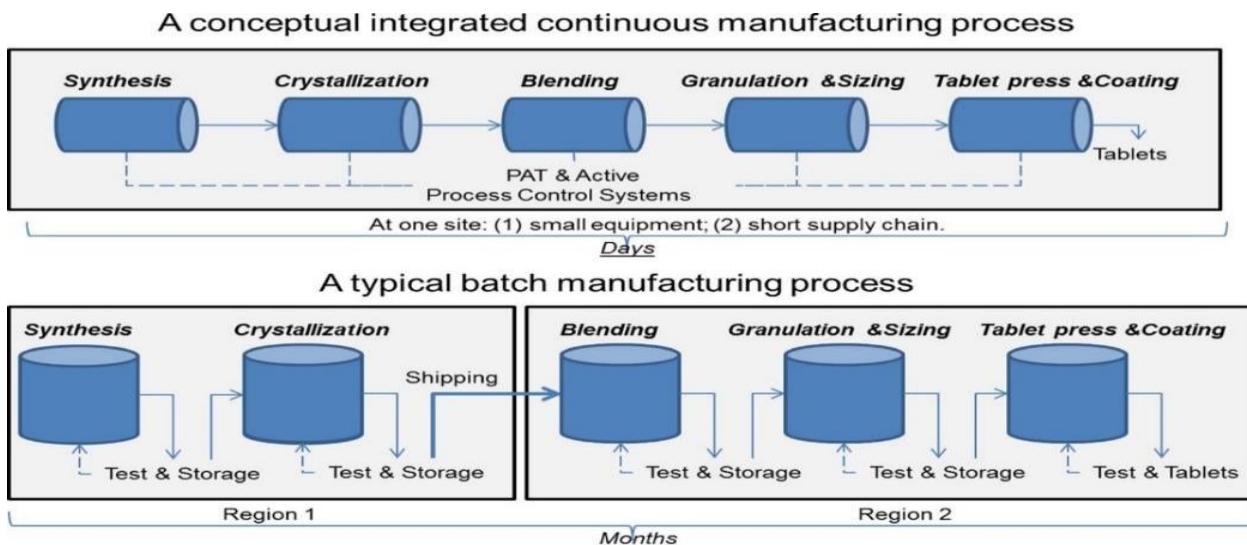 A conceptual integrated continuous manufacturing process
Synthesis
Crystallization
Blending
Granulation &Sizing
Tablet press &Coating
Tablets
PAT & Active
Process Control Systems
At one site: (1) small equipment; (2) short supply chain.
Days
A typical batch manufacturing process
Synthesis
Crystallization
Blending
Granulation &Sizing
Tablet press &Coating
Shipping
Test & Storage
Test & Storage
Test & Storage
Test & Storage
Test & Tablets
Region 1
Region 2
Months